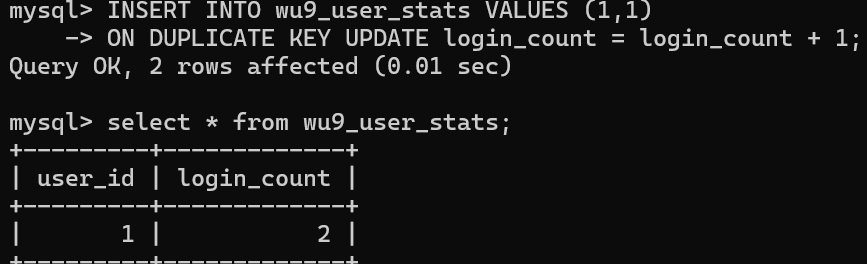 mysql> INSERT INTO wu9_user_stats VALUES (1,1)
    -> ON DUPLICATE KEY UPDATE login_count = login_count + 1;
Query OK, 2 rows affected (0.01 sec)

mysql> select * from wu9_user_stats;
+---------+-------------+
| user_id | login_count |
+---------+-------------+
|       1 |           2 |
+---------+-------------+